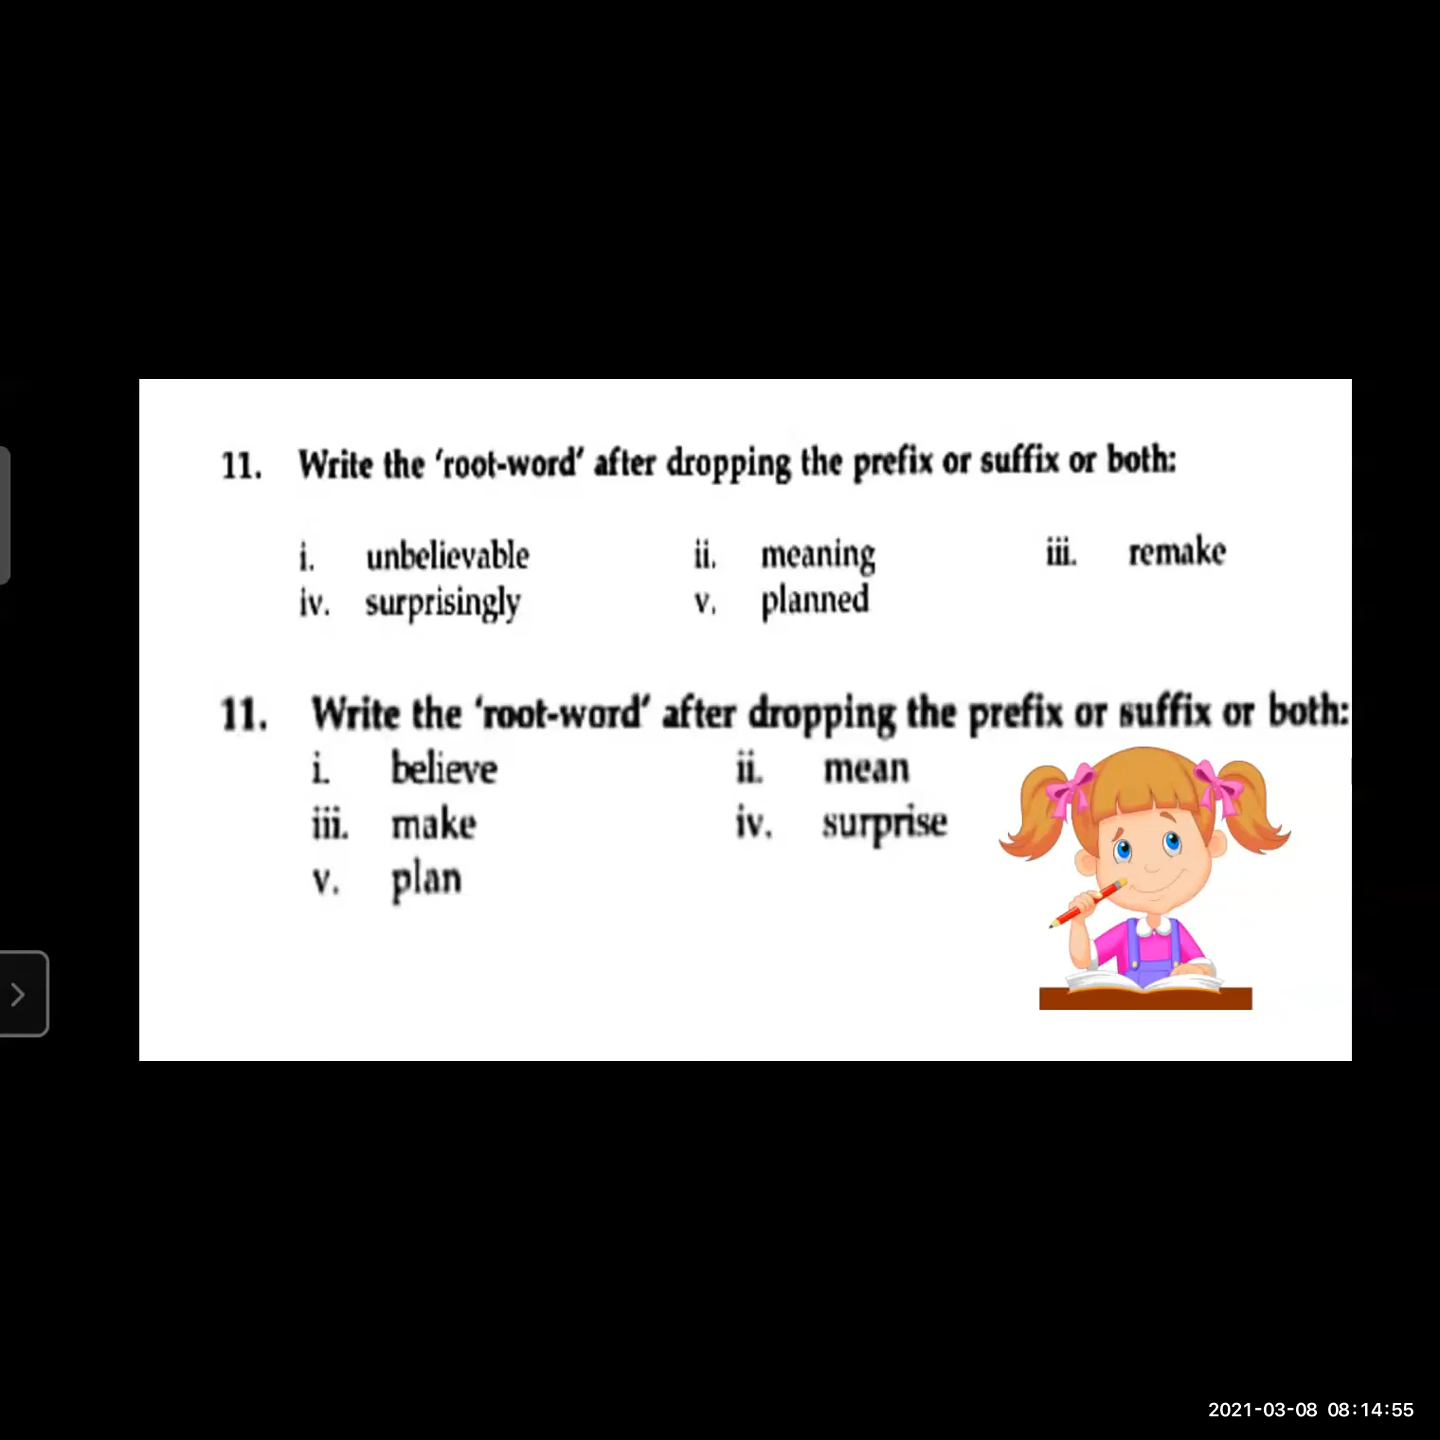 11. Write the ‘root-word’ after dropping the prefix or suffix or both:
i. unbelievable ii. meaning iii. remake
iv. surprisingly v. planned
11. Write the ‘root-word’ after dropping the prefix or suffix or both:
i. believe ii. mean
iii. make iv. surprise
v. plan
2021-03-08 08:14:55